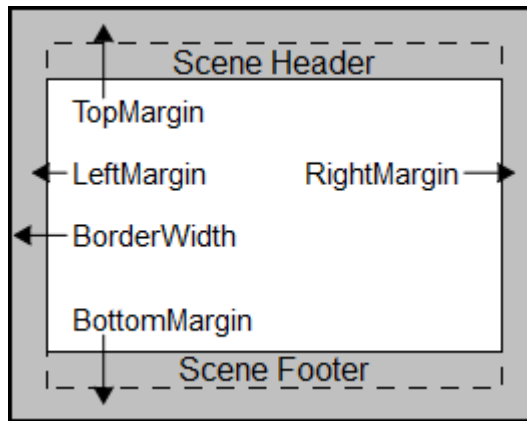 Scene Header
TopMargin
LeftMargin RightMargin
BorderWidth
BottomMargin
Scene Footer